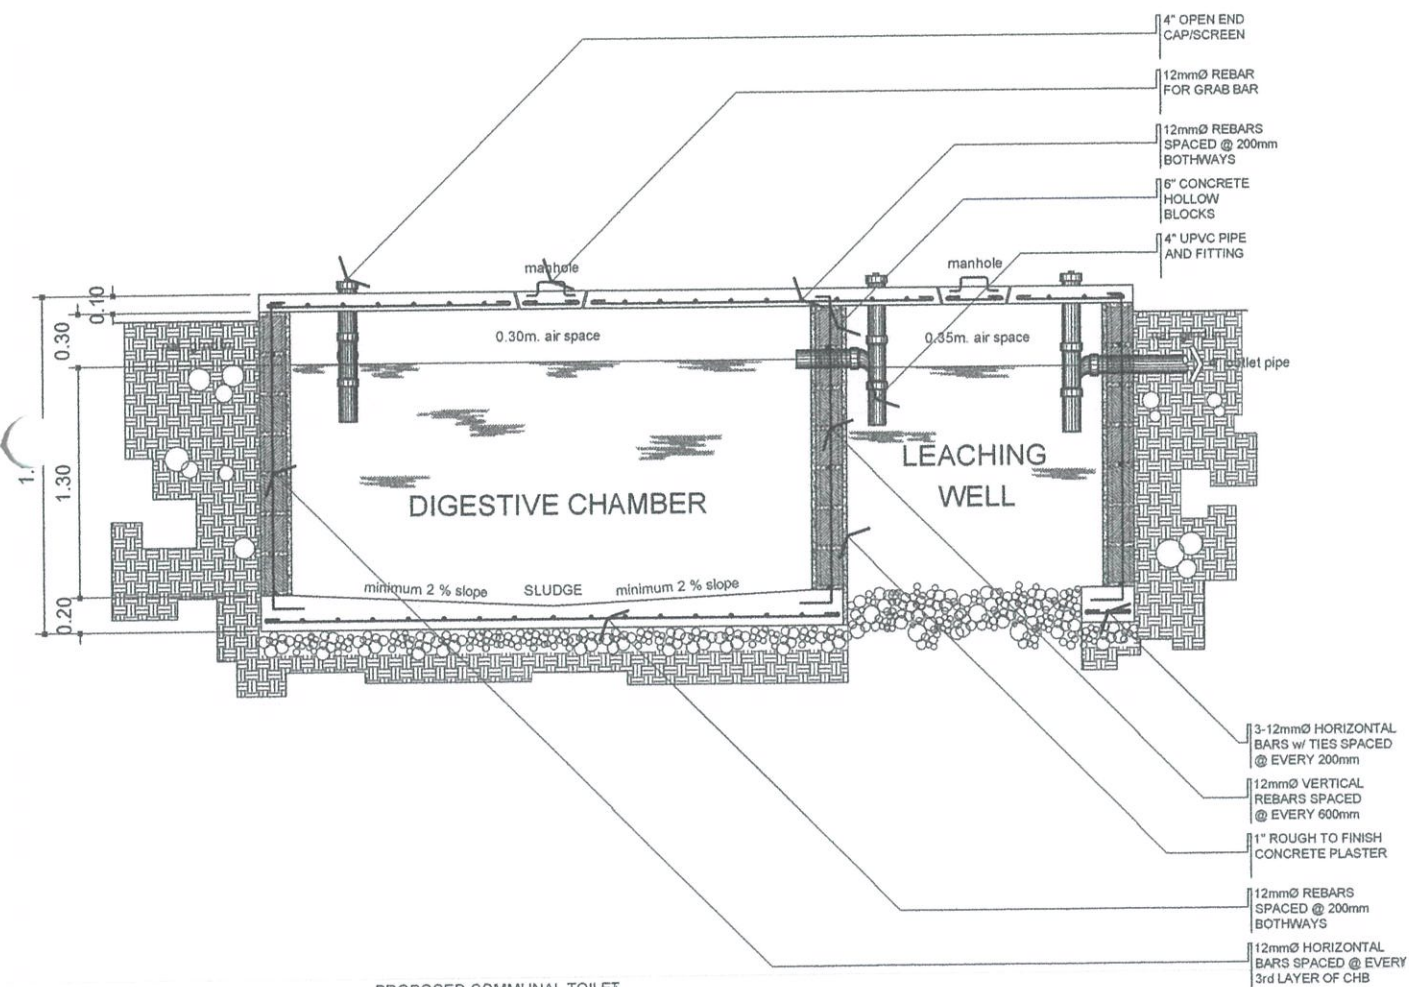 4" OPEN END
CAP/SCREEN
12mmØ REBAR
FOR GRAB BAR
12mmØ REBARS
SPACED @ 200mm
BOTHWAYS
6" CONCRETE
HOLLOW
BLOCKS
4" UPVC PIPE
AND FITTING
manhole
manhole
0.10
0.30
1.30
0.20
1.
0.30m. air space
0.35m. air space
outlet pipe
LEACHING
WELL
DIGESTIVE CHAMBER
minimum 2 % slope
SLUDGE
minimum 2 % slope
3-12mmØ HORIZONTAL
BARS w/ TIES SPACED
@ EVERY 200mm
12mmØ VERTICAL
REBARS SPACED
@ EVERY 600mm
1" ROUGH TO FINISH
CONCRETE PLASTER
12mmØ REBARS
SPACED @ 200mm
BOTHWAYS
12mmØ HORIZONTAL
BARS SPACED @ EVERY
3rd LAYER OF CHB
PROPOSED COMMUNAL TOILET